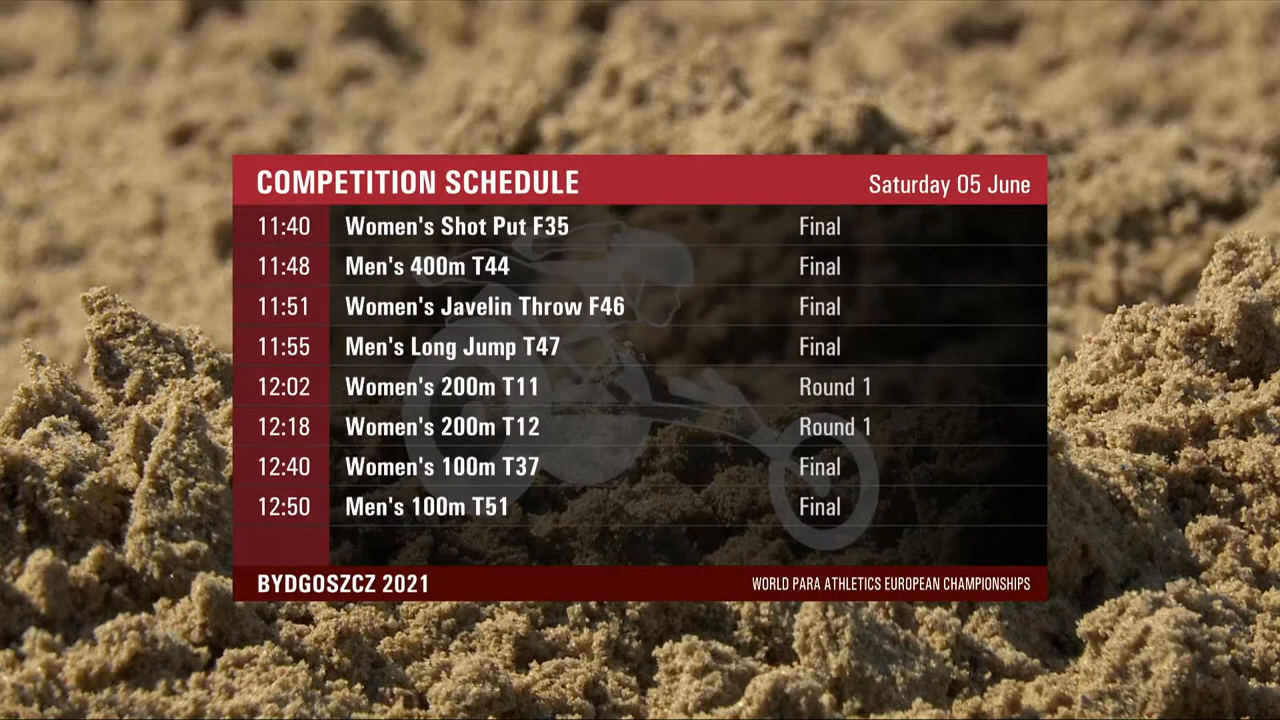 COMPETITION SCHEDULE Saturday 05 June
11:40 Women's Shot Put F35 Final
11:48 Men's 400m T44 Final
11:51 Women's Javelin Throw F46 Final
11:55 Men's Long Jump T47 Final
12:02 Women's 200m T11 Round 1
12:18 Women's 200m T12 Round 1
12:40 Women's 100m T37 Final
12:50 Men's 100m T51 Final
BYDGOSZCZ 2021 WORLD PARA ATHLETICS EUROPEAN CHAMPIONSHIPS